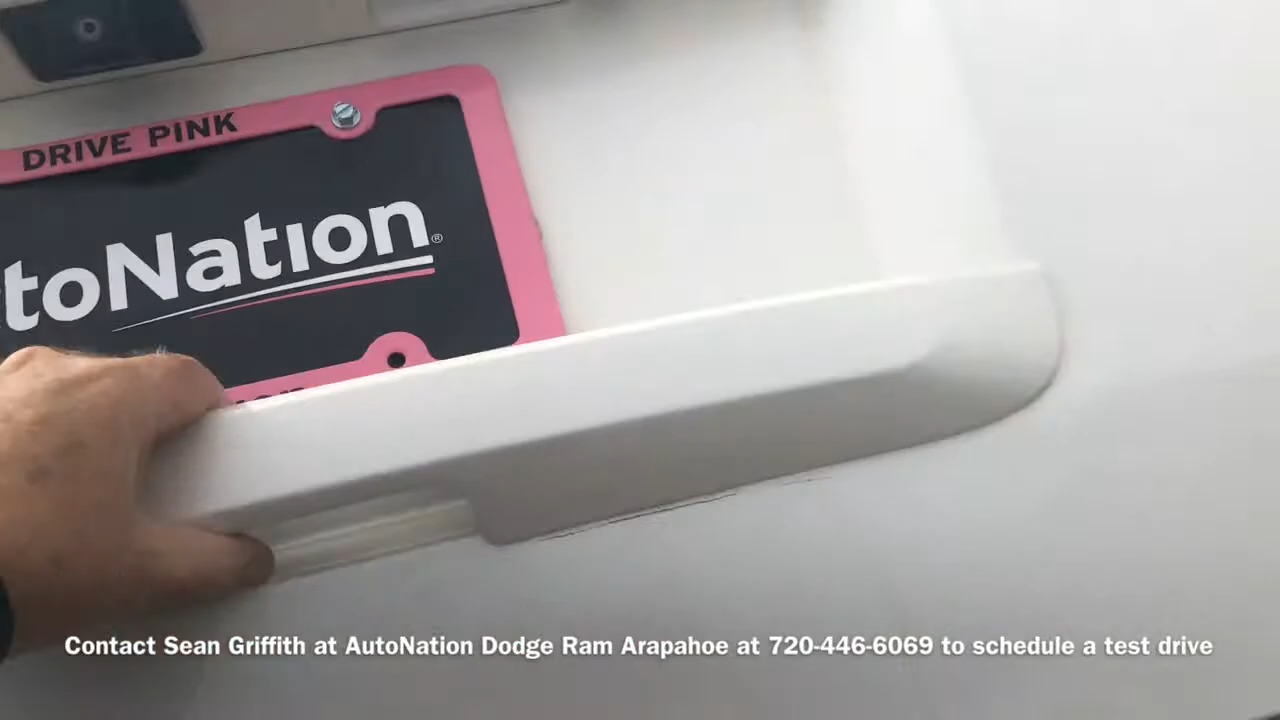 DRIVE PINK
toNation®
Contact Sean Griffith at AutoNation Dodge Ram Arapahoe at 720-446-6069 to schedule a test drive